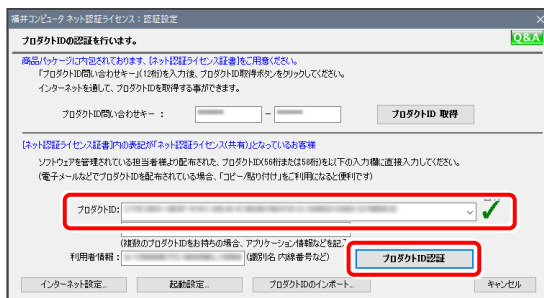 福井コンピュータ ネット認証ライセンス：認証設定
プロダクトIDの認証を行います。
Q&A
商品パッケージに内包されております、[ネット認証ライセンス証書]をご用意ください。
「プロダクトID問い合わせキー」(12桁)を入力後、プロダクトID取得ボタンをクリックしてください。
インターネットを通して、プロダクトIDを取得する事ができます。
プロダクトID問い合わせキー：
－
プロダクトID 取得
[ネット認証ライセンス証書]内の表記が「ネット認証ライセンス(共有)」となっているお客様
ソフトウェアを管理されている担当者様より配布された、プロダクトID(56桁または58桁)を以下の入力欄に直接入力してください。
(電子メールなどでプロダクトIDを配布されている場合、「コピー/貼り付け」をご利用になると便利です)
プロダクトID:
(複数のプロダクトIDをお持ちの場合、アプリケーション情報などを記入
利用者情報：
(識別名 内線番号など)
プロダクトID認証
インターネット設定...
起動設定...
プロダクトIDのインポート...
キャンセル